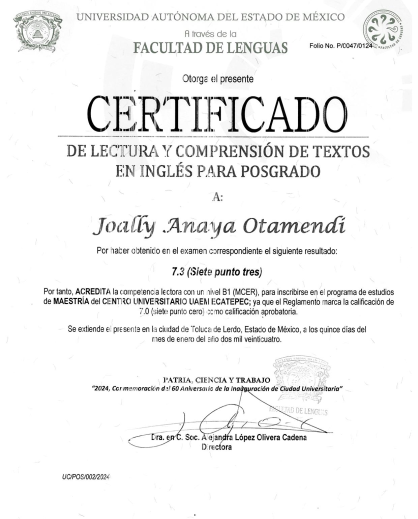 UNIVERSIDAD AUTÓNOMA DEL ESTADO DE MÉXICO
A través de la
FACULTAD DE LENGUAS
Folio No. P/0047/0124
Otorga el presente
CERTIFICADO
DE LECTURA Y COMPRENSIÓN DE TEXTOS
EN INGLÉS PARA POSGRADO
A:
Joally Anaya Otamendi
Por haber obtenido en el examen correspondiente el siguiente resultado:
7.3 (Siete punto tres)
Por tanto, ACREDITA la competencia lectora con un nivel B1 (MCER), para inscribirse en el programa de estudios
de MAESTRÍA del CENTRO UNIVERSITARIO UAEM ECATEPEC; ya que el Reglamento marca la calificación de
7.0 (siete punto cero) como calificación aprobatoria.
Se extiende el presente en la ciudad de Toluca de Lerdo, Estado de México, a los quince días del
mes de enero del año dos mil veinticuatro.
PATRIA, CIENCIA Y TRABAJO
"2024, Conmemoración del 60 Aniversario de la Inauguración de Ciudad Universitaria"
FACULTAD DE LENGUAS
Dra. en C. Soc. Alejandra López Olivera Cadena
Directora
UC/POS/002/2024